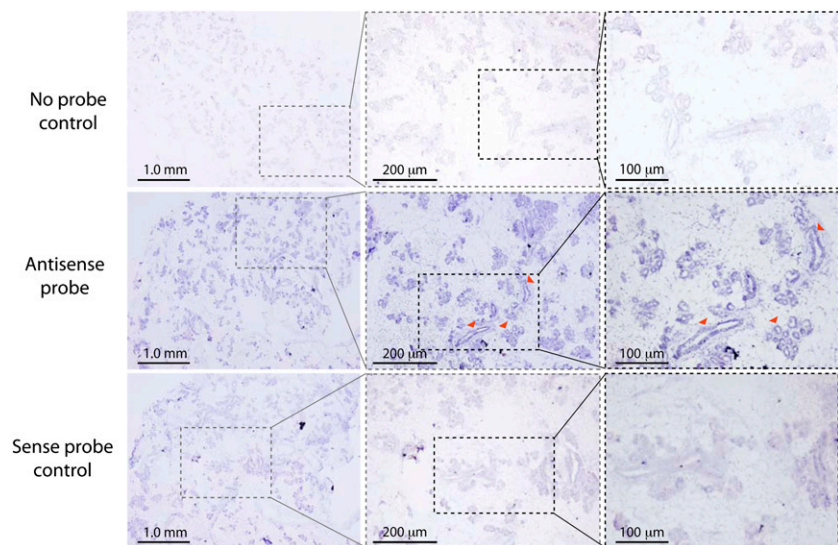 No probe
control
1.0 mm
200 μm
100 μm
Antisense
probe
1.0 mm
200 μm
100 μm
Sense probe
control
1.0 mm
200 μm
100 μm